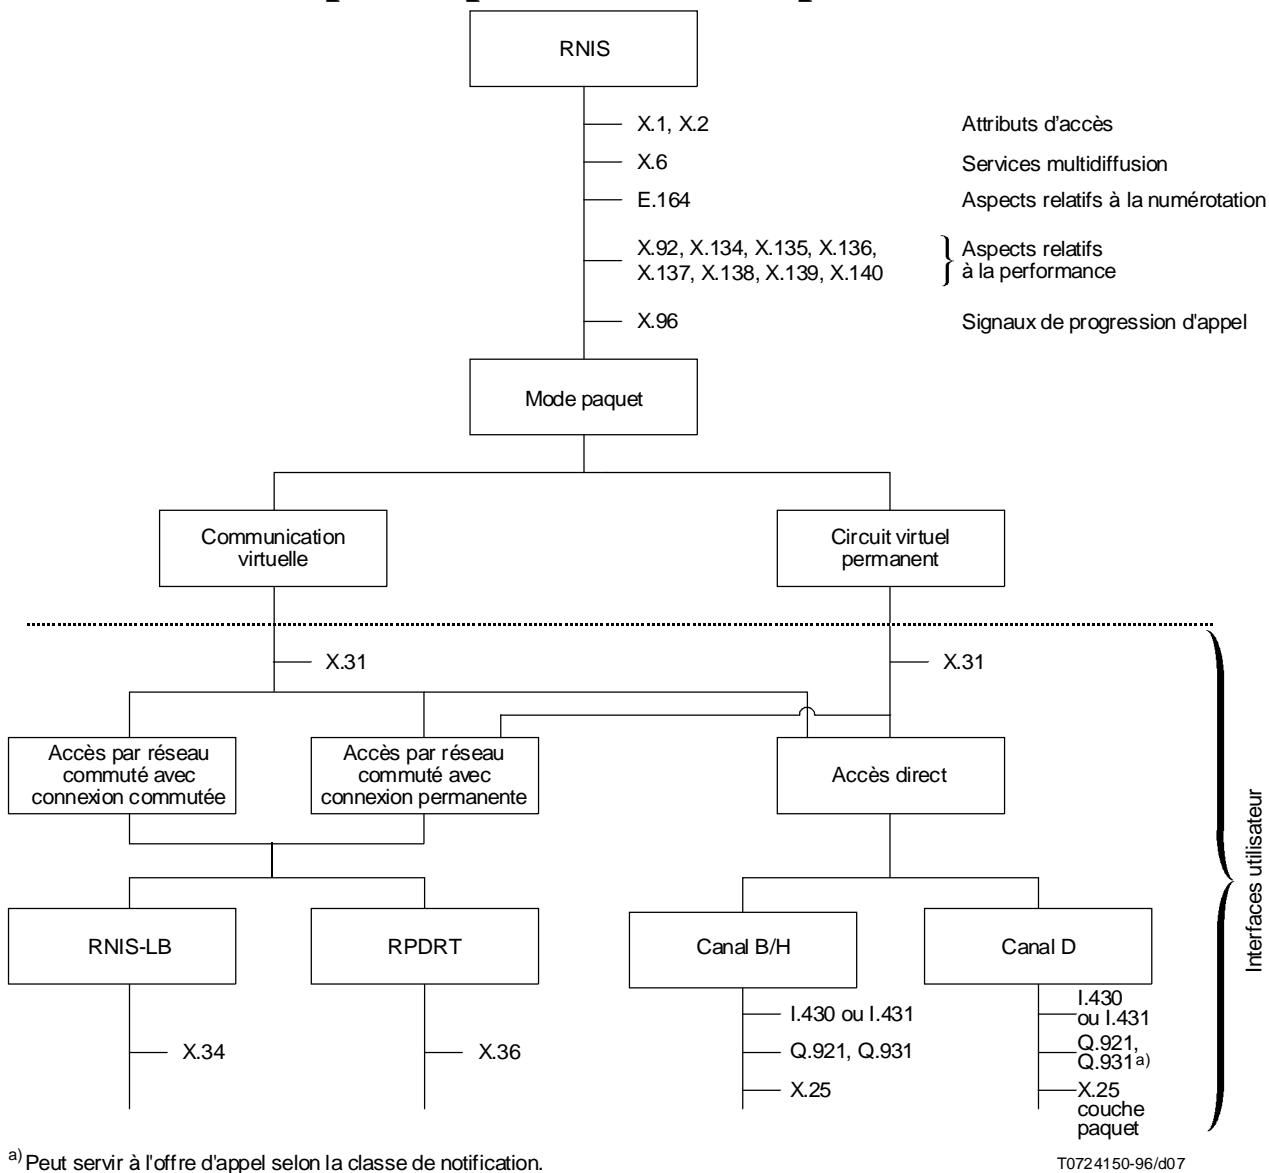 RNIS
X.1, X.2 Attributs d'accès
X.6 Services multidiffusion
E.164 Aspects relatifs à la numérotation
X.92, X.134, X.135, X.136, Aspects relatifs
X.137, X.138, X.139, X.140 à la performance
X.96 Signaux de progression d'appel
Mode paquet
Communication
virtuelle
Circuit virtuel
permanent
X.31
X.31
Accès par réseau
commuté avec
connexion commutée
Accès par réseau
commuté avec
connexion permanente
Accès direct
Interfaces utilisateur
RNIS-LB
RPDRT
Canal B/H
Canal D
X.34
X.36
I.430 ou I.431
Q.921, Q.931
X.25
I.430
ou I.431
Q.921,
Q.931a)
X.25
couche
paquet
a) Peut servir à l'offre d'appel selon la classe de notification.
T0724150-96/d07